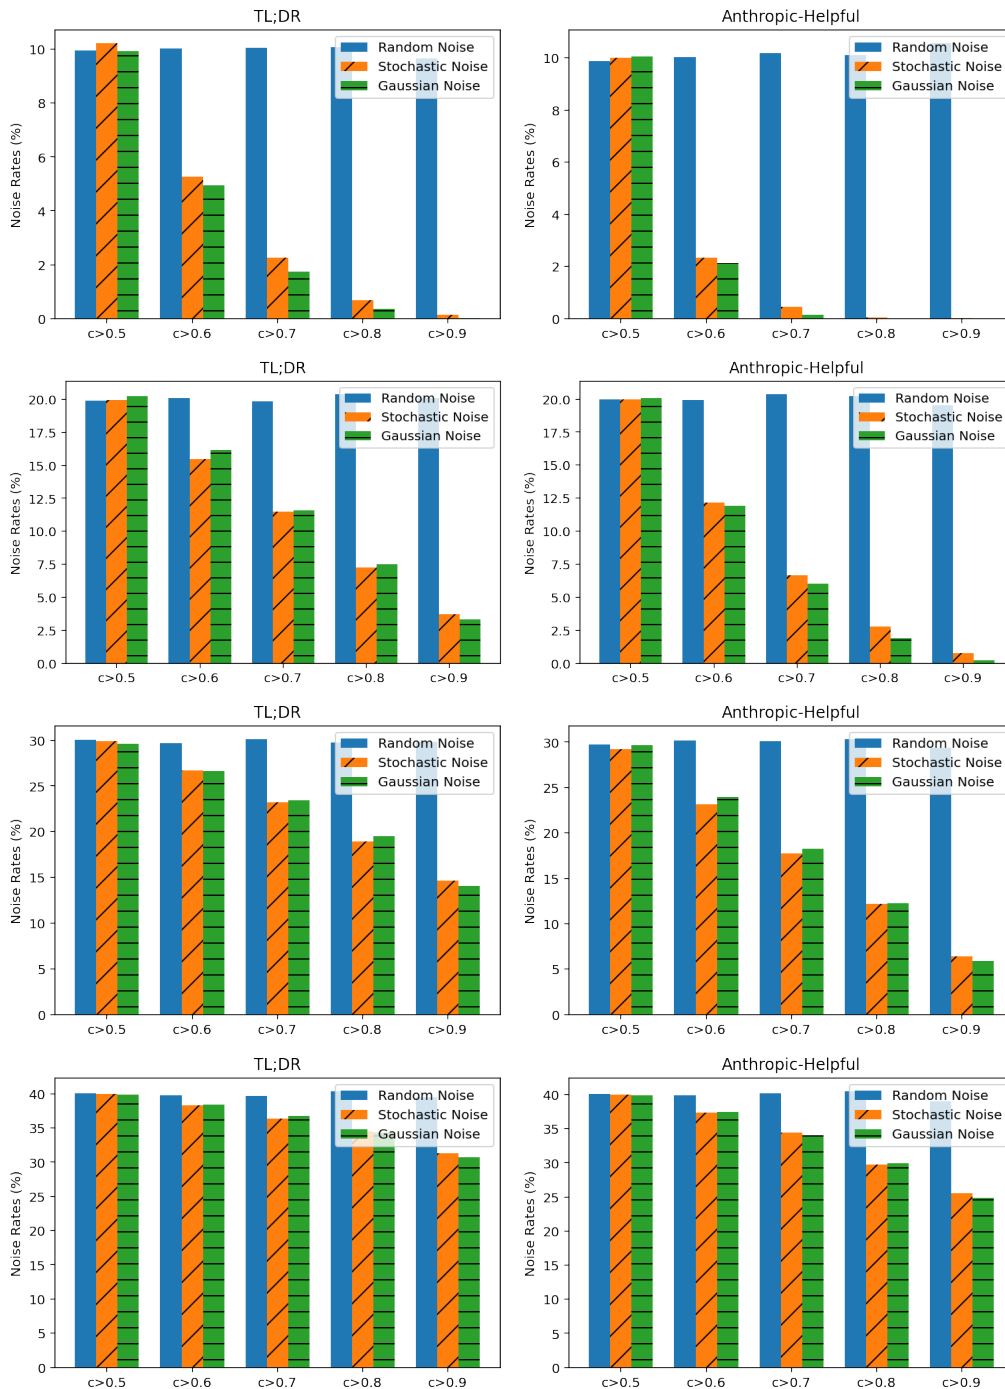 TL;DR
Noise Rates (%)
10
8
6
4
2
0
Random Noise
Stochastic Noise
Gaussian Noise
c>0.5 c>0.6 c>0.7 c>0.8 c>0.9
Anthropic-Helpful
Noise Rates (%)
10
8
6
4
2
0
Random Noise
Stochastic Noise
Gaussian Noise
c>0.5 c>0.6 c>0.7 c>0.8 c>0.9
TL;DR
Noise Rates (%)
20.0
17.5
15.0
12.5
10.0
7.5
5.0
2.5
0.0
Random Noise
Stochastic Noise
Gaussian Noise
c>0.5 c>0.6 c>0.7 c>0.8 c>0.9
Anthropic-Helpful
Noise Rates (%)
20.0
17.5
15.0
12.5
10.0
7.5
5.0
2.5
0.0
Random Noise
Stochastic Noise
Gaussian Noise
c>0.5 c>0.6 c>0.7 c>0.8 c>0.9
TL;DR
Noise Rates (%)
30
25
20
15
10
5
0
Random Noise
Stochastic Noise
Gaussian Noise
c>0.5 c>0.6 c>0.7 c>0.8 c>0.9
Anthropic-Helpful
Noise Rates (%)
30
25
20
15
10
5
0
Random Noise
Stochastic Noise
Gaussian Noise
c>0.5 c>0.6 c>0.7 c>0.8 c>0.9
TL;DR
Noise Rates (%)
40
35
30
25
20
15
10
5
0
Random Noise
Stochastic Noise
Gaussian Noise
c>0.5 c>0.6 c>0.7 c>0.8 c>0.9
Anthropic-Helpful
Noise Rates (%)
40
35
30
25
20
15
10
5
0
Random Noise
Stochastic Noise
Gaussian Noise
c>0.5 c>0.6 c>0.7 c>0.8 c>0.9